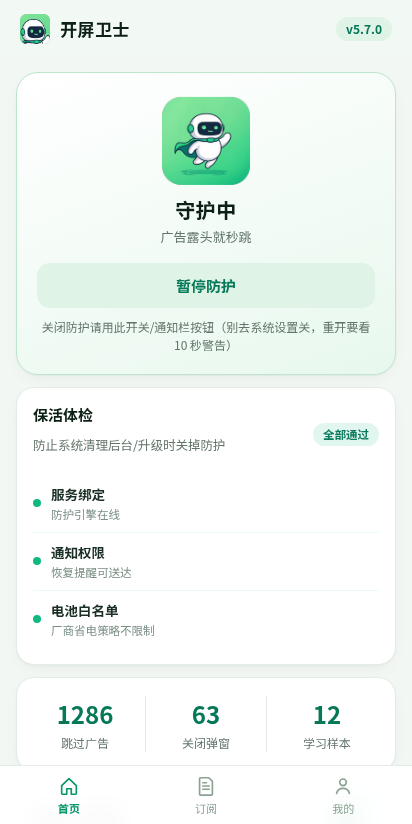 开屏卫士
v5.7.0
守护中
广告露头就秒跳
暂停防护
关闭防护请用此开关/通知栏按钮（别去系统设置关，重开要看
10 秒警告）
保活体检
防止系统清理后台/升级时关掉防护
全部通过
服务绑定
防护引擎在线
通知权限
恢复提醒可送达
电池白名单
厂商省电策略不限制
1286
63
12
跳过广告
关闭弹窗
学习样本
首页
订阅
我的